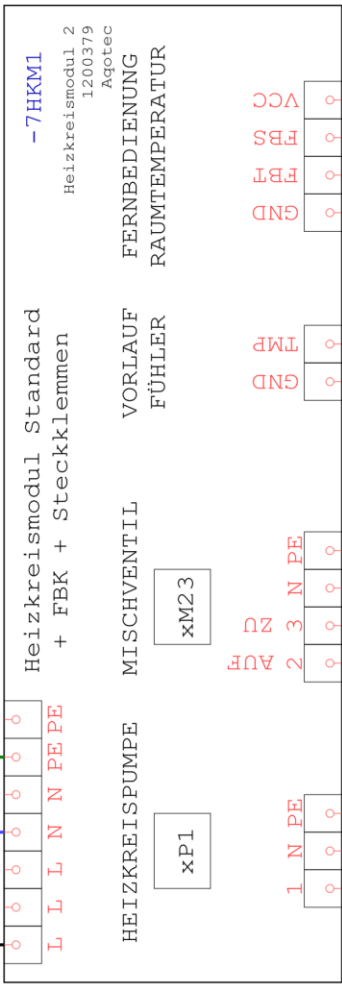 -7HKM1
Heizkreismodul 2
1200379
Aqotec
Heizkreismodul Standard
+ FBK + Steckklemmen
L L L N N PE PE
HEIZKREISPUMPE
xP1
MISCHVENTIL
xM23
VORLAUF
FÜHLER
FERNBEDIENUNG
RAUMTEMPERATUR
1 N PE
AUF ZU
2 3 N PE
GND TMP
GND FBT FBS VCC